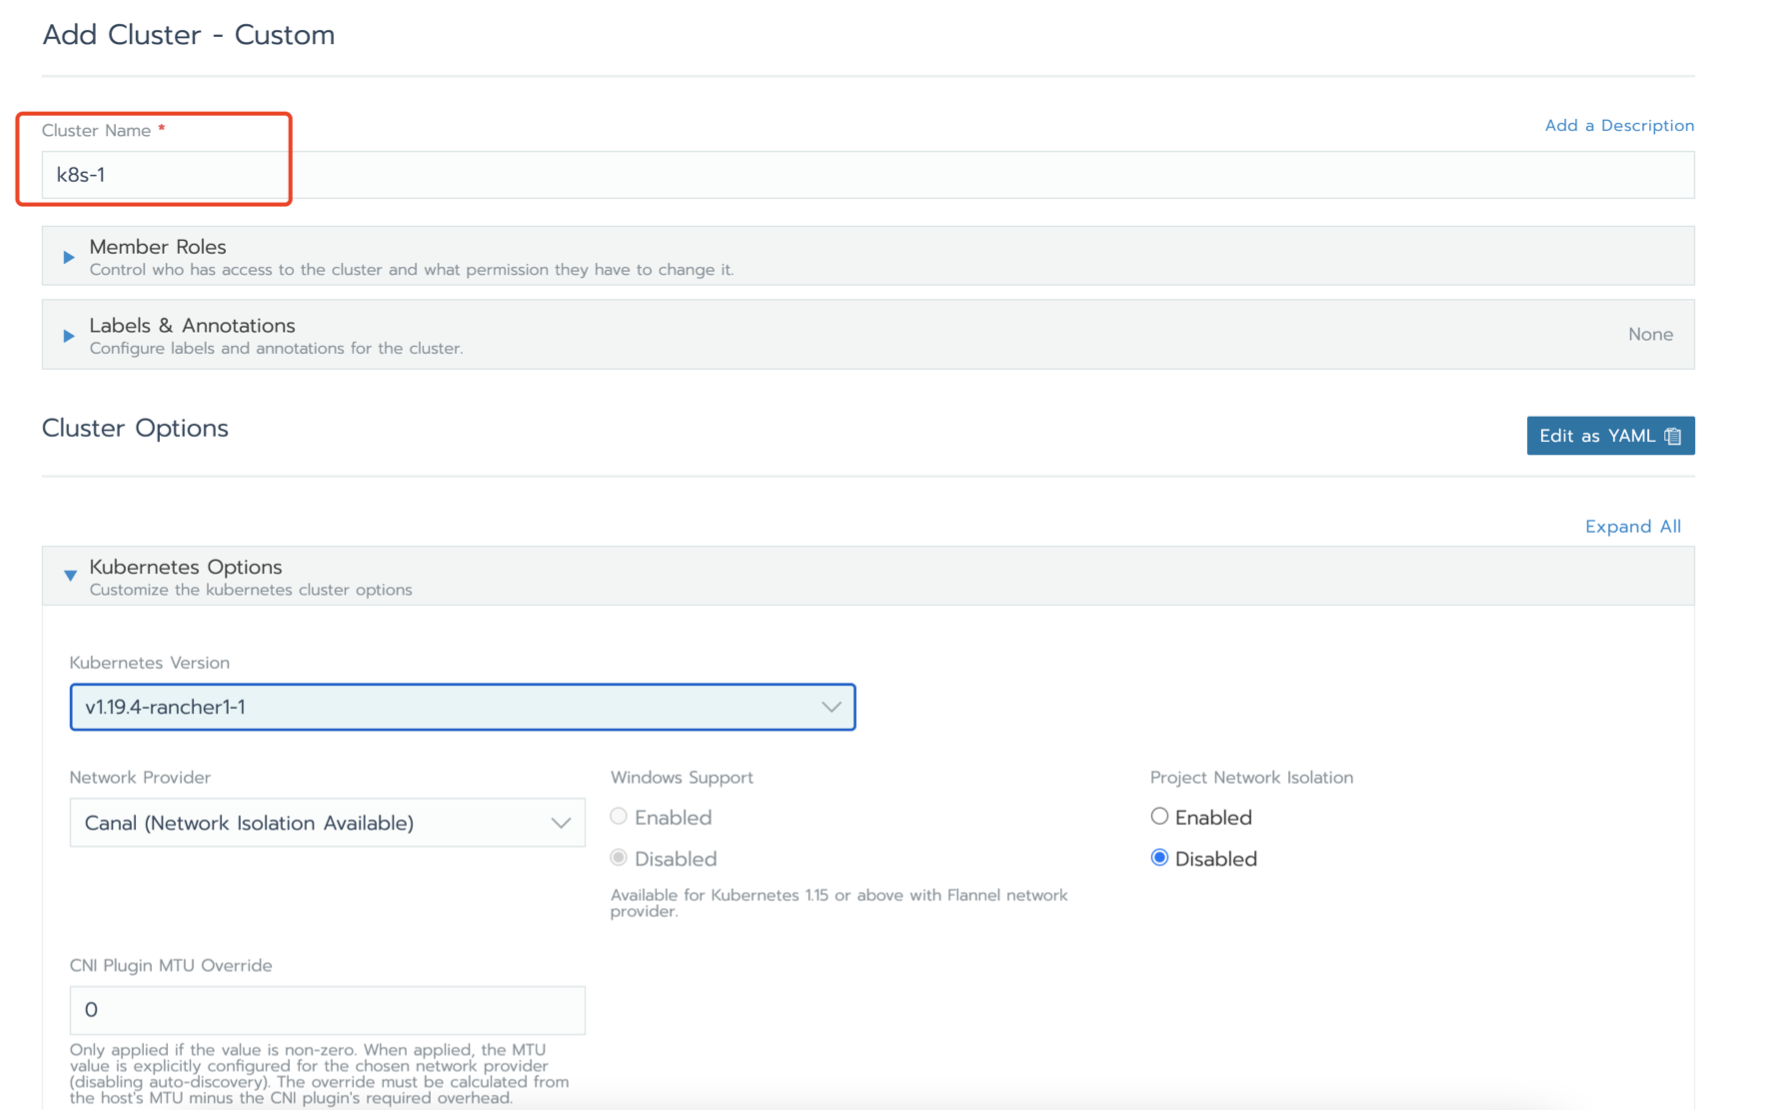 Add Cluster - Custom
Cluster Name *
Add a Description
k8s-1
Member Roles
Control who has access to the cluster and what permission they have to change it.
Labels & Annotations
Configure labels and annotations for the cluster.
None
Cluster Options
Edit as YAML
Expand All
Kubernetes Options
Customize the kubernetes cluster options
Kubernetes Version
v1.19.4-rancher1-1
Network Provider
Canal (Network Isolation Available)
Windows Support
Enabled
Disabled
Available for Kubernetes 1.15 or above with Flannel network
provider.
Project Network Isolation
Enabled
Disabled
CNI Plugin MTU Override
0
Only applied if the value is non-zero. When applied, the MTU
value is explicitly configured for the chosen network provider
(disabling auto-discovery). The override must be calculated from
the host's MTU minus the CNI plugin's required overhead.